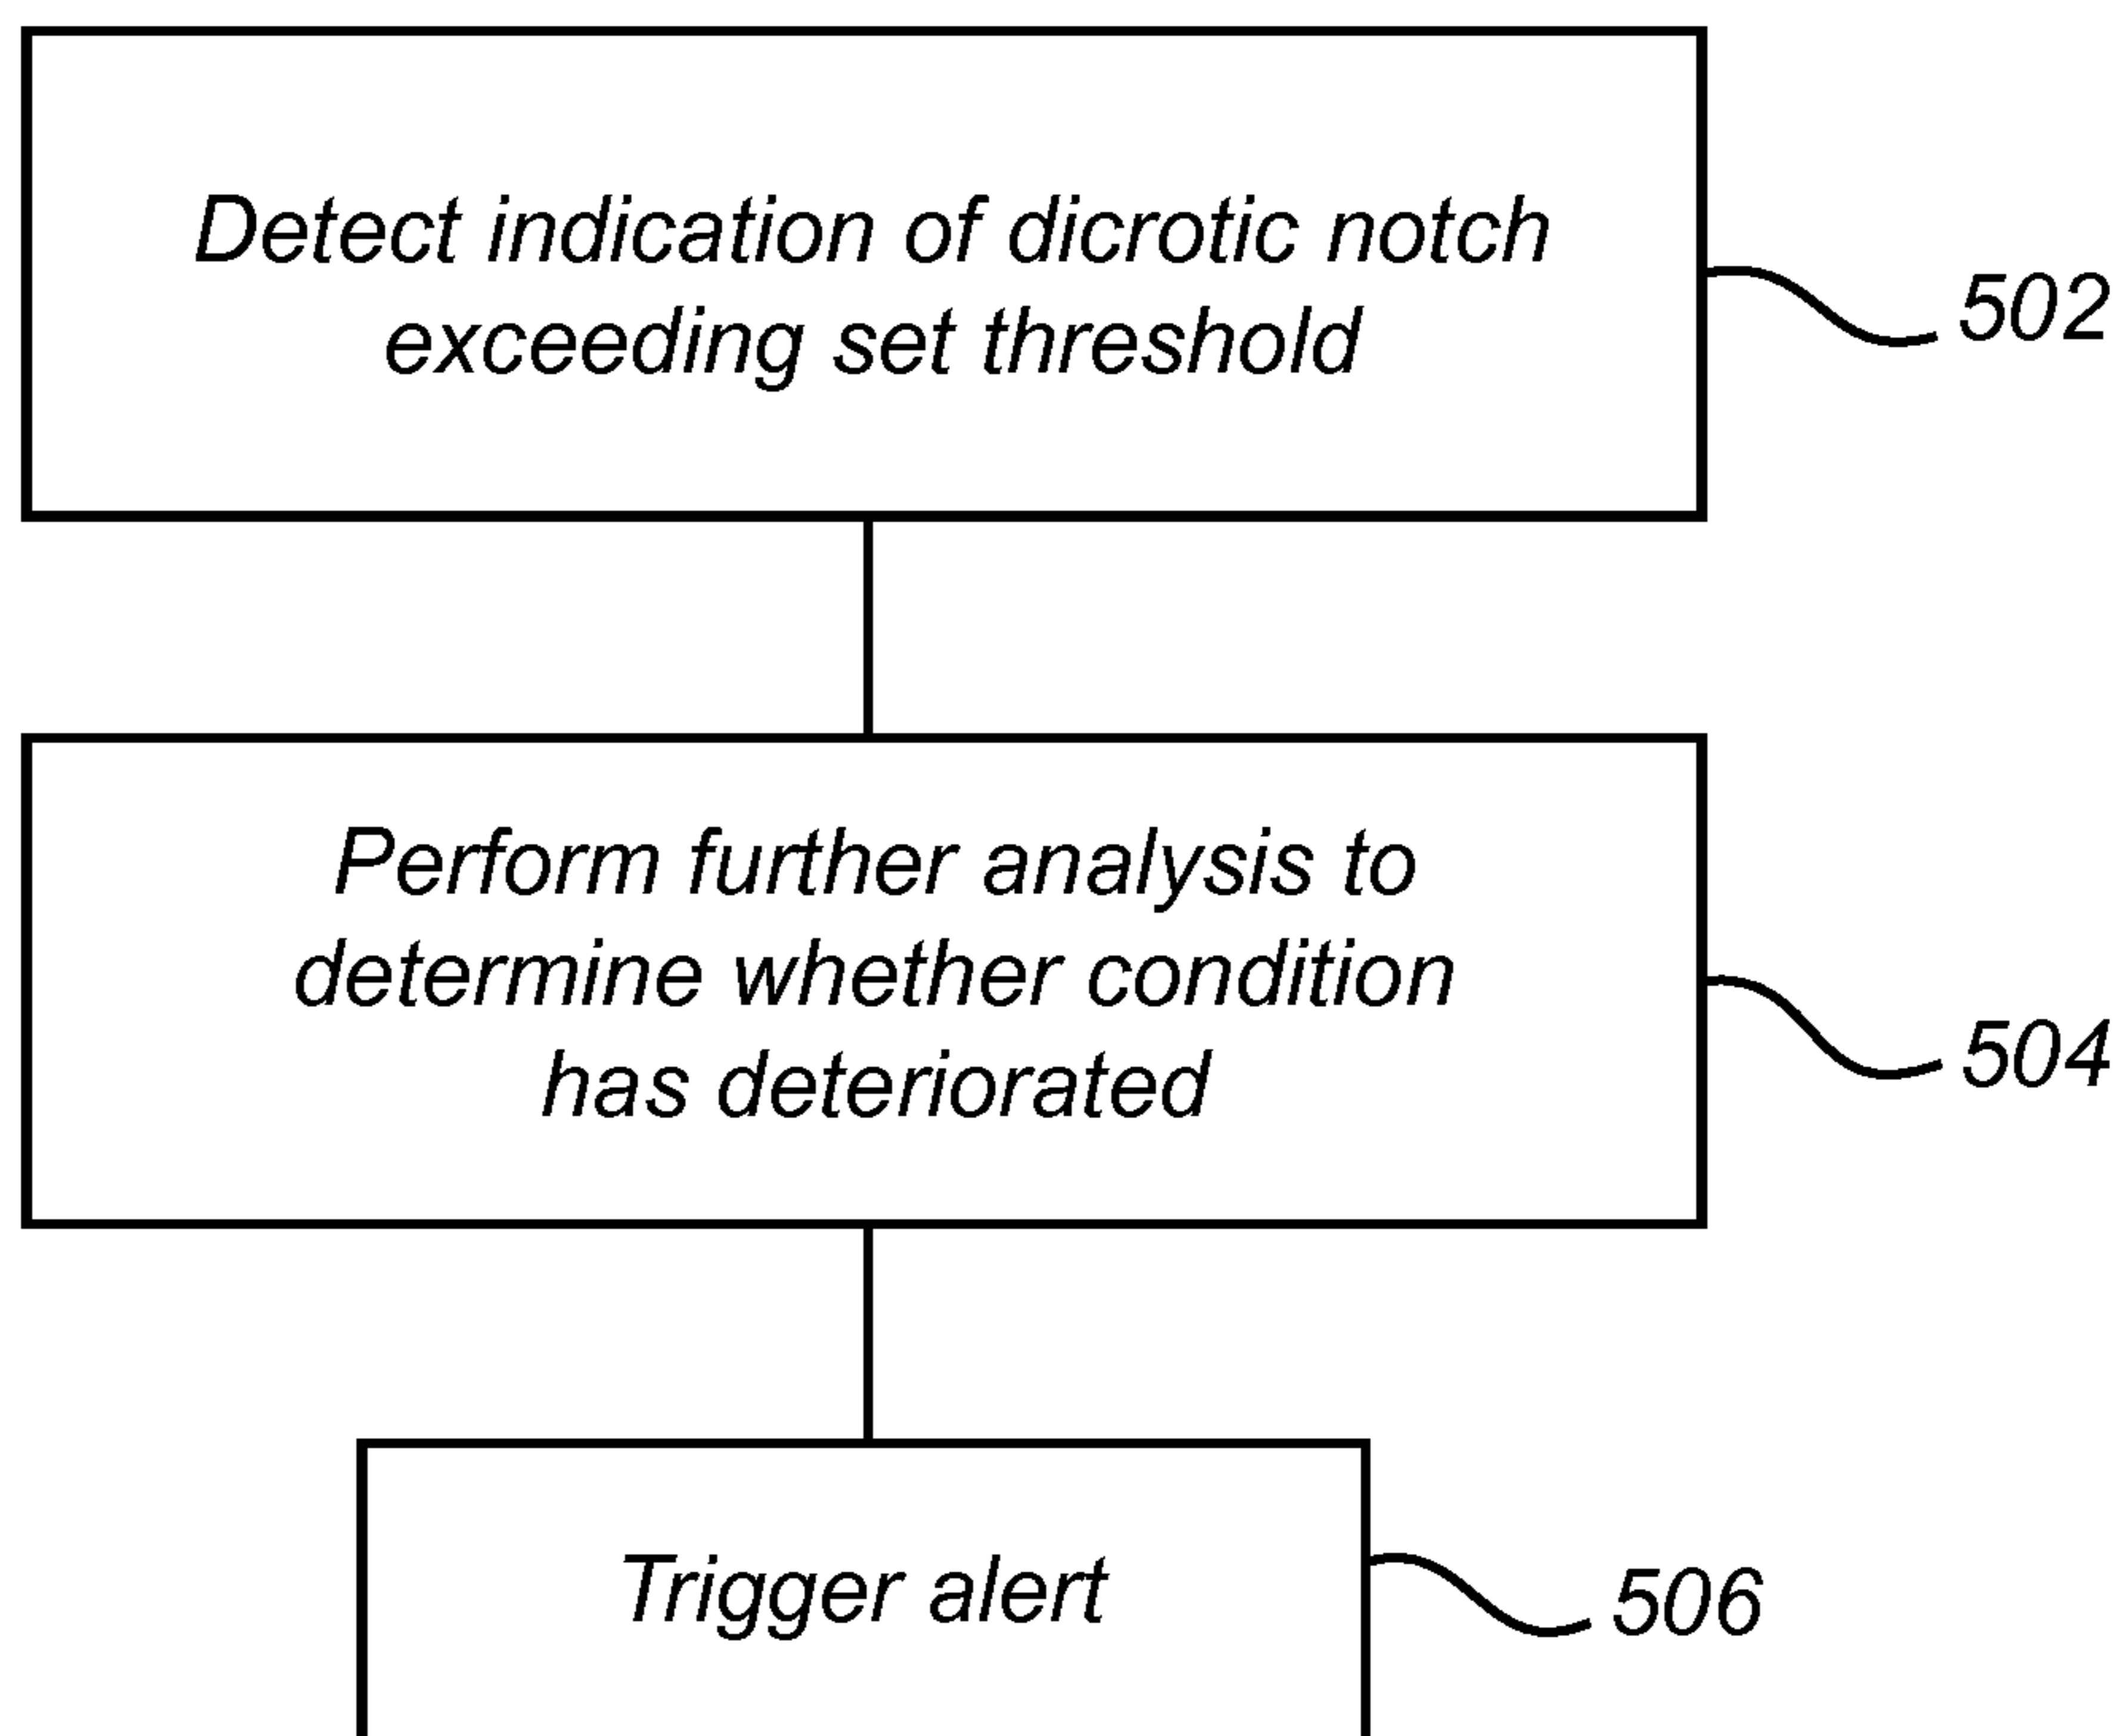 Detect indication of dicrotic notch
exceeding set threshold
502
Perform further analysis to
determine whether condition
has deteriorated
504
Trigger alert
506